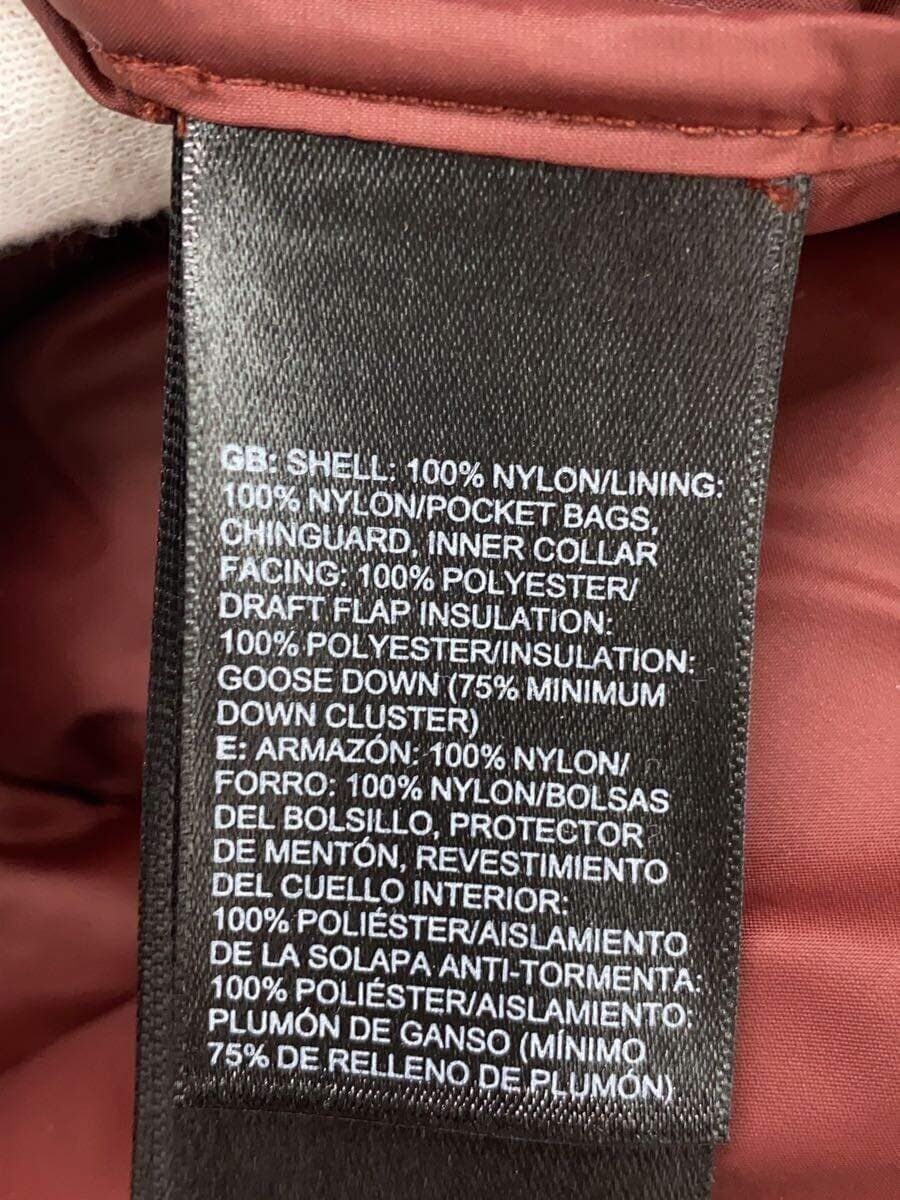 GB: SHELL: 100% NYLON/LINING:
100% NYLON/POCKET BAGS,
CHINGUARD, INNER COLLAR
FACING: 100% POLYESTER/
DRAFT FLAP INSULATION:
100% POLYESTER/INSULATION:
GOOSE DOWN (75% MINIMUM
DOWN CLUSTER)
E: ARMAZÓN: 100% NYLON/
FORRO: 100% NYLON/BOLSAS
DEL BOLSILLO, PROTECTOR
DE MENTÓN, REVESTIMIENTO
DEL CUELLO INTERIOR:
100% POLIÉSTER/AISLAMIENTO
DE LA SOLAPA ANTI-TORMENTA:
100% POLIÉSTER/AISLAMIENTO:
PLUMÓN DE GANSO (MÍNIMO
75% DE RELLENO DE PLUMÓN)